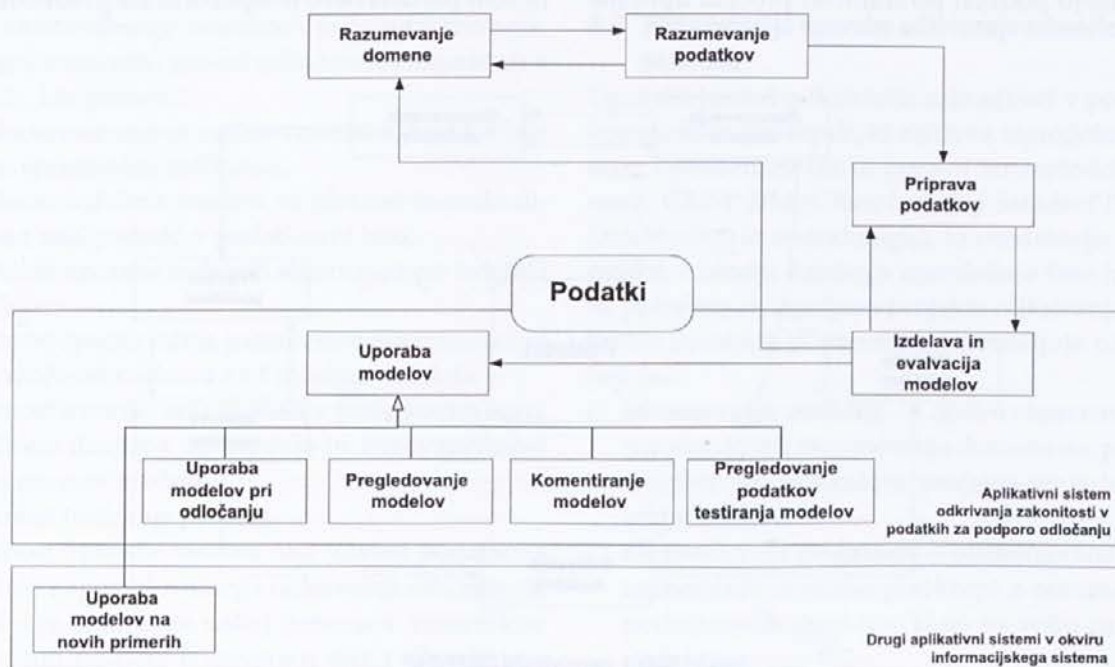 Razumevanje
domene
Razumevanje
podatkov
Priprava
podatkov
Podatki
Uporaba
modelov
Izdelava in
evalvacija
modelov
Uporaba
modelov pri
odločanju
Pregledovanje
modelov
Komentiranje
modelov
Pregledovanje
podatkov
testiranja modelov
Aplikativni sistem
odkrivanja zakonitosti v
podatkih za podporo odločanju
Uporaba
modelov na
novih primerih
Drugi aplikativni sistemi v okviru
informacijskega sistema